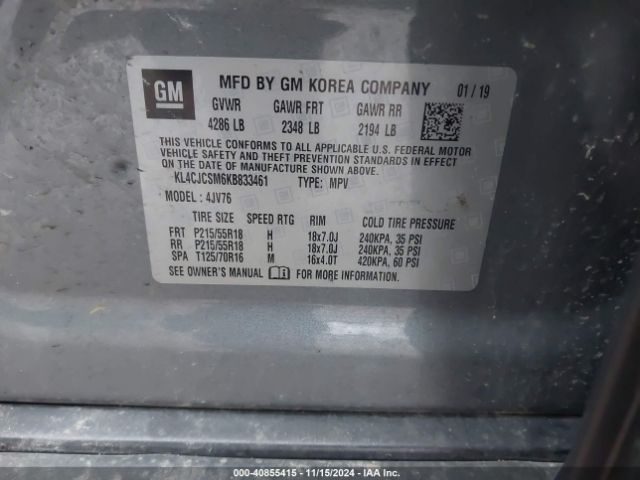 GM
MFD BY GM KOREA COMPANY 01 / 19
GVWR GAWR FRT GAWR RR
4286 LB 2348 LB 2194 LB
THIS VEHICLE CONFORMS TO ALL APPLICABLE U.S. FEDERAL MOTOR
VEHICLE SAFETY AND THEFT PREVENTION STANDARDS IN EFFECT
ON THE DATE OF MANUFACTURE SHOWN ABOVE.
KL4CJCSM6KB833461 TYPE: MPV
MODEL : 4JV76
TIRE SIZE SPEED RTG RIM COLD TIRE PRESSURE
FRT P215/55R18 H 18x7.0J 240KPA, 35 PSI
RR P215/55R18 H 18x7.0J 240KPA, 35 PSI
SPA T125/70R16 M 16x4.0T 420KPA, 60 PSI
SEE OWNER'S MANUAL FOR MORE INFORMATION.
000-40855415 - 11/15/2024 - IAAI.COM